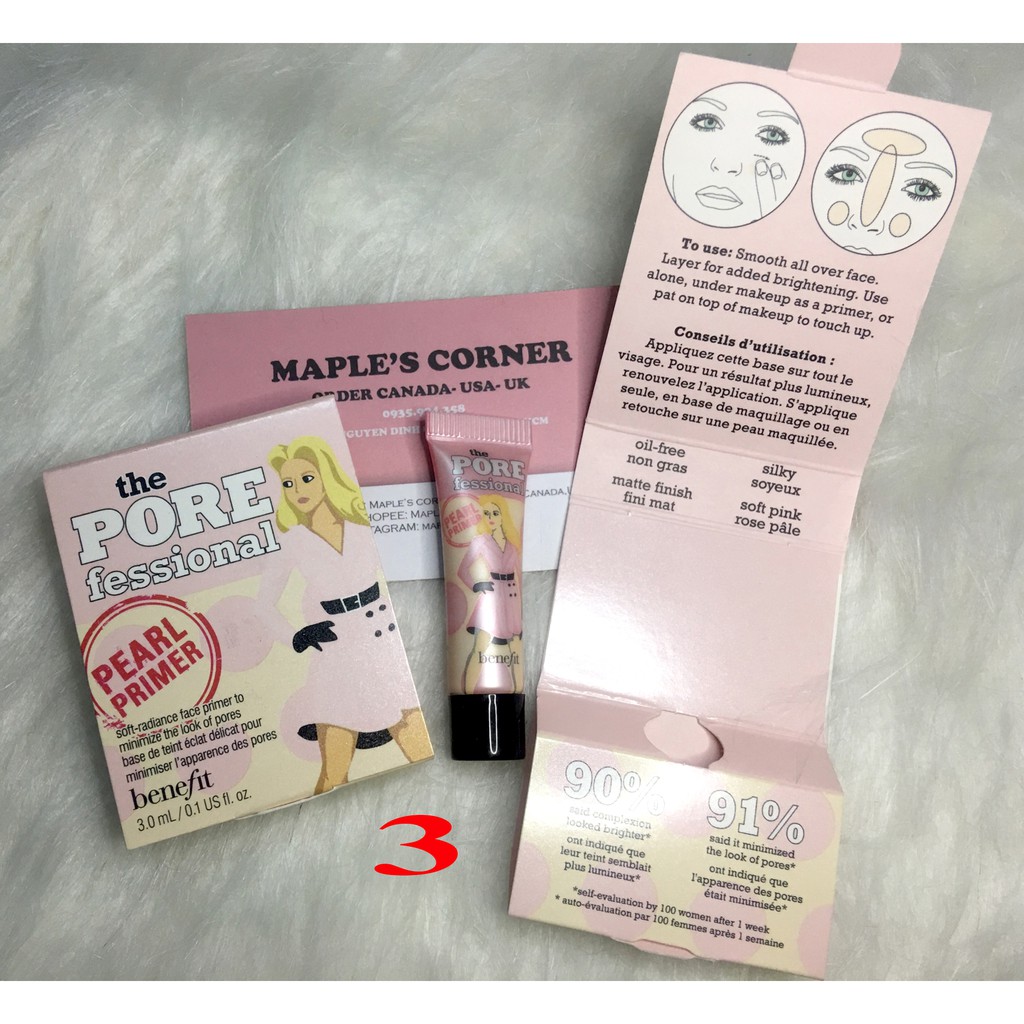 the
PORE
fessional
PEARL
PRIMER
soft-radiance face primer to
minimize the look of pores
base de teint éclat délicat pour
minimiser l'apparence des pores
benefit
3.0 mL / 0.1 US fl. oz.
MAPLE'S CORNER
ORDER CANADA- USA- UK
NGUYEN DINH
MAPLE'S COR
CANADA.
the
PORE
fessional
PEARL
PRIMER
benefit
3
To use: Smooth all over face.
Layer for added brightening. Use
alone, under makeup as a primer, or
pat on top of makeup to touch up.
Conseils d'utilisation :
Appliquez cette base sur tout le
visage. Pour un résultat plus lumineux,
renouvelez l'application. S'applique
seule, en base de maquillage ou en
retouche sur une peau maquillée.
oil-free
non gras
matte finish
fini mat
silky
soyeux
soft pink
rose pâle
90%
said complexion
looked brighter*
ont indiqué que
leur teint semblait
plus lumineux*
91%
said it minimized
the look of pores*
ont indiqué que
l'apparence des pores
était minimisée*
*self-evaluation by 100 women after 1 week
* auto-évaluation par 100 femmes après 1 semaine